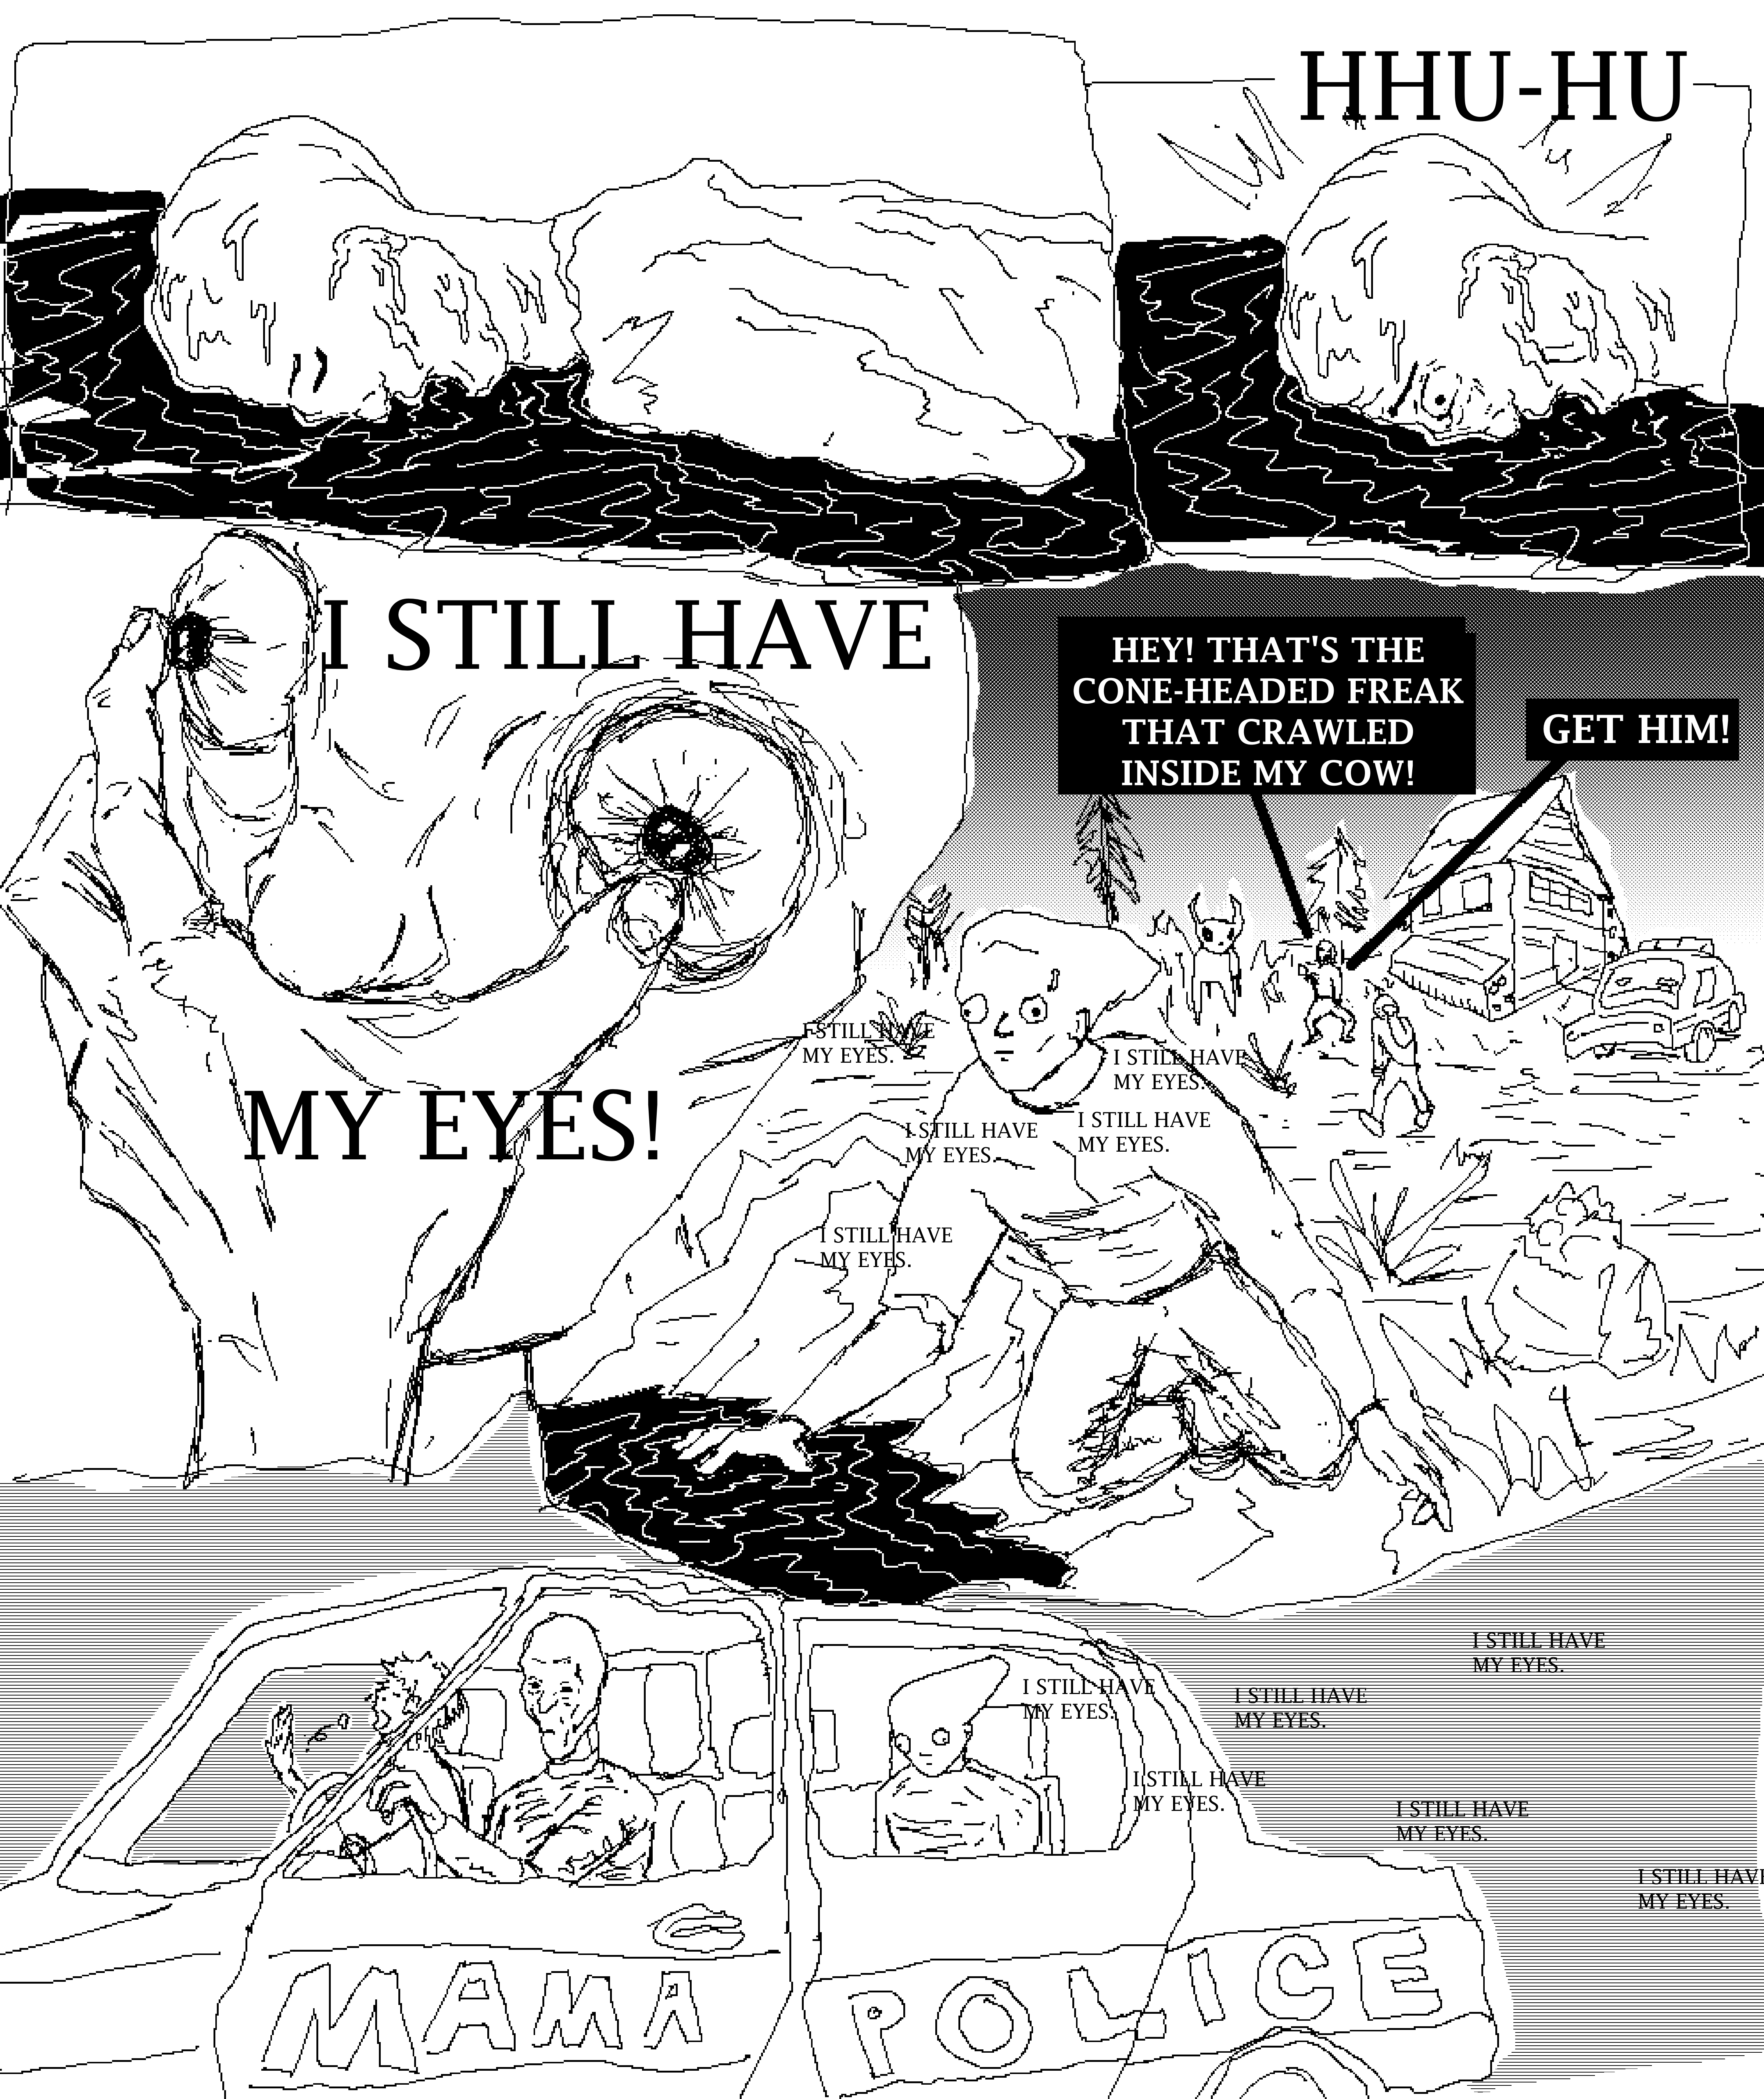 HHU-HU
I STILL HAVE
MY EYES!
HEY! THAT'S THE
CONE-HEADED FREAK
THAT CRAWLED
INSIDE MY COW!
GET HIM!
I STILL HAVE
MY EYES.
I STILL HAVE
MY EYES.
I STILL HAVE
MY EYES.
I STILL HAVE
MY EYES.
I STILL HAVE
MY EYES.
I STILL HAVE
MY EYES.
I STILL HAVE
MY EYES.
I STILL HAVE
MY EYES.
I STILL HAVE
MY EYES.
I STILL HAVE
MY EYES.
I STILL HAVE
MY EYES.
MAMA POLICE